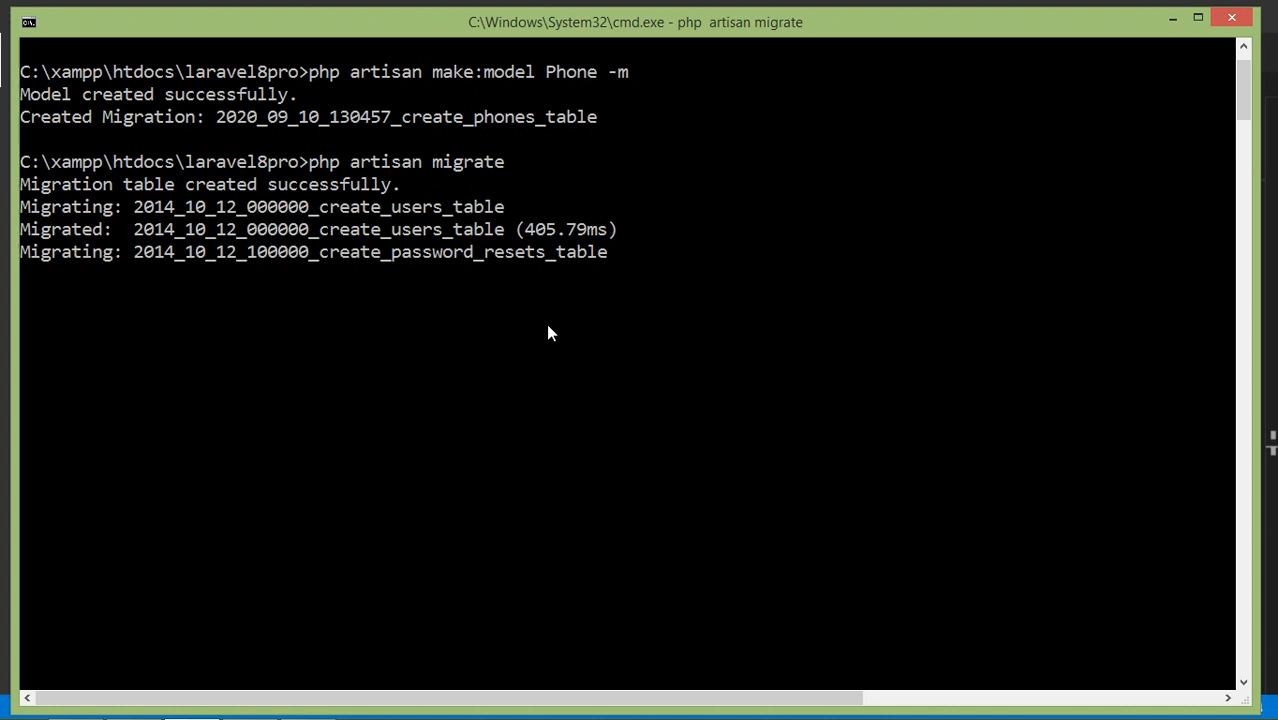 C:\Windows\System32\cmd.exe - php  artisan migrate
C:\xampp\htdocs\laravel8pro>php artisan make:model Phone -m
Model created successfully.
Created Migration: 2020_09_10_130457_create_phones_table
C:\xampp\htdocs\laravel8pro>php artisan migrate
Migration table created successfully.
Migrating: 2014_10_12_000000_create_users_table
Migrated:  2014_10_12_000000_create_users_table (405.79ms)
Migrating: 2014_10_12_100000_create_password_resets_table